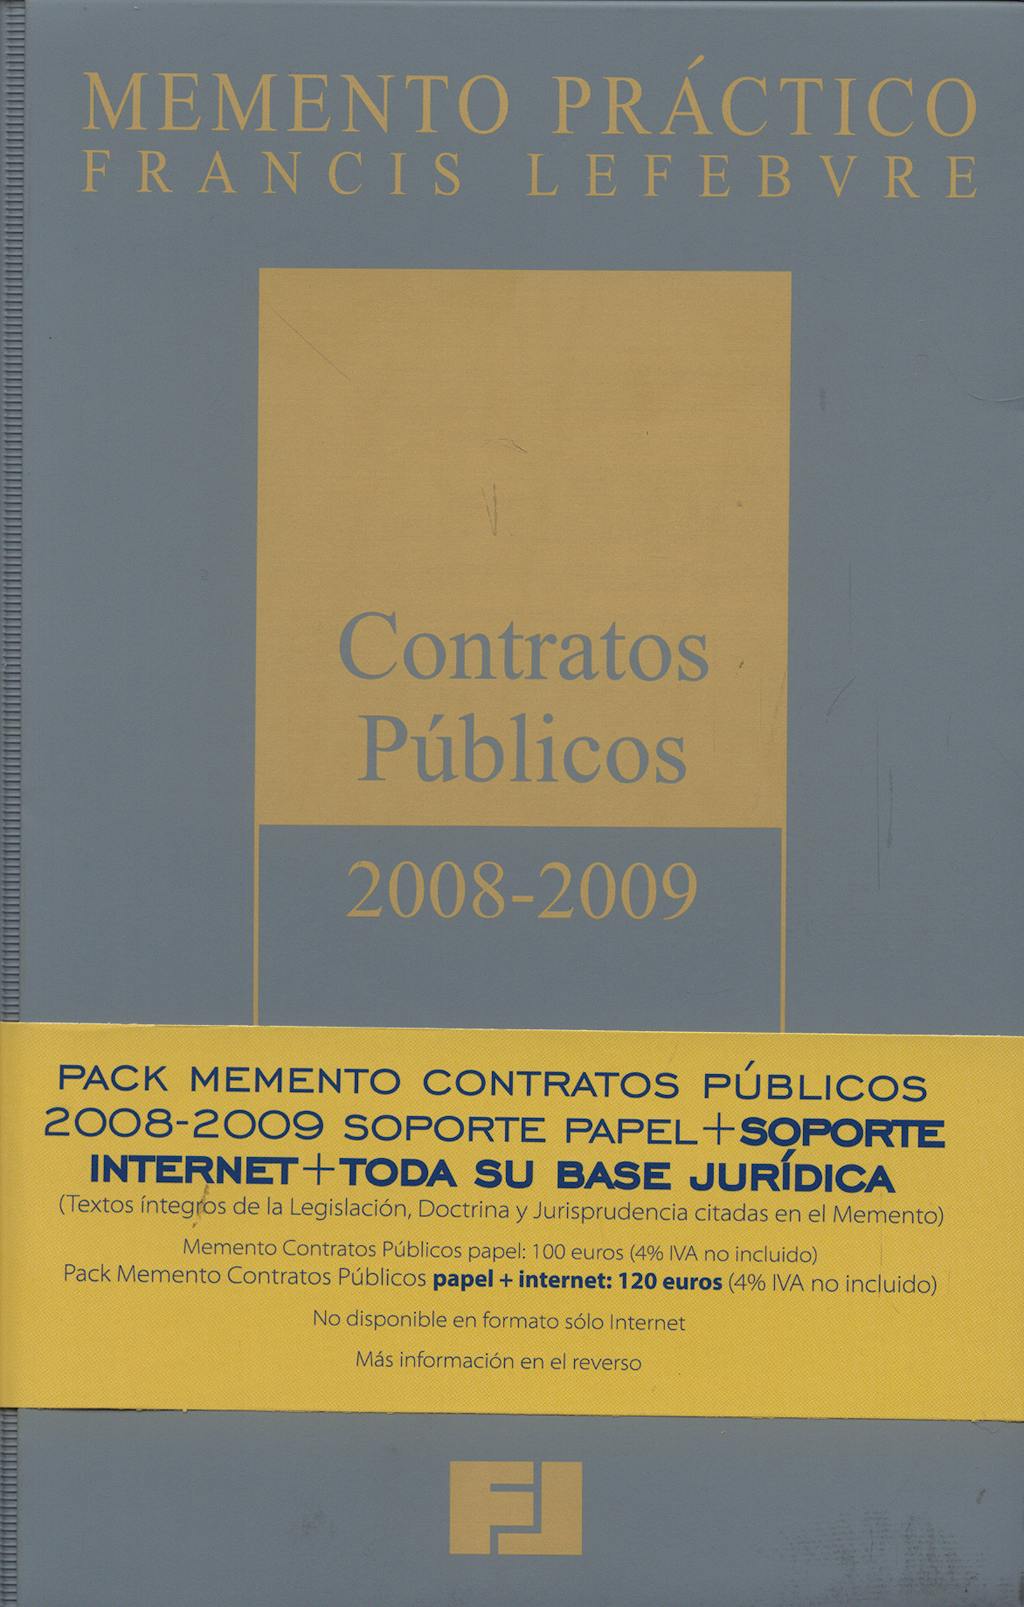 MEMENTO PRÁCTICO
FRANCIS LEFEBVRE
Contratos
Públicos
2008-2009
PACK MEMENTO CONTRATOS PÚBLICOS
2008-2009 SOPORTE PAPEL+SOPORTE
INTERNET+TODA SU BASE JURÍDICA
(Textos íntegros de la Legislación, Doctrina y Jurisprudencia citadas en el Memento)
Memento Contratos Públicos papel: 100 euros (4% IVA no incluido)
Pack Memento Contratos Públicos papel + internet: 120 euros (4% IVA no incluido)
No disponible en formato sólo Internet
Más información en el reverso
FL